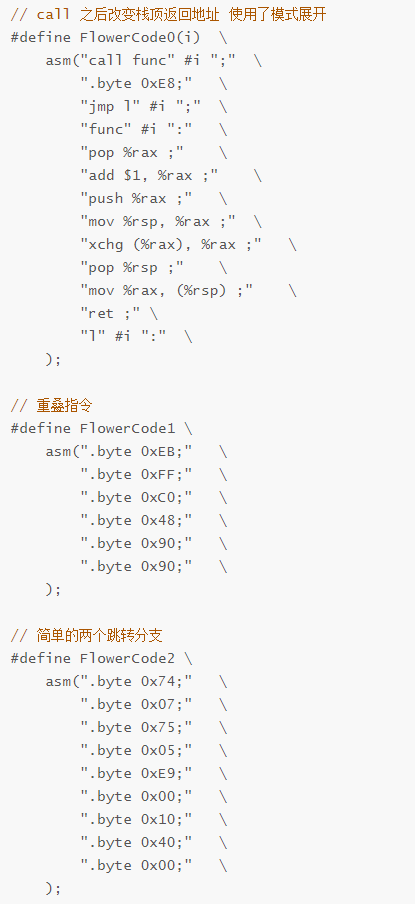 // call 之后改变栈顶返回地址 使用了模式展开
#define FlowerCode0(i)  \
    asm("call func" #i ";"  \
        ".byte 0xE8;"   \
        "jmp l" #i ";"  \
        "func" #i ":"   \
        "pop %rax ;"    \
        "add $1, %rax ;"    \
        "push %rax ;"   \
        "mov %rsp, %rax ;"  \
        "xchg (%rax), %rax ;"   \
        "pop %rsp ;"    \
        "mov %rax, (%rsp) ;"    \
        "ret ;" \
        "l" #i ":"  \
    );

// 重叠指令
#define FlowerCode1 \
    asm(".byte 0xEB;"   \
        ".byte 0xFF;"   \
        ".byte 0xC0;"   \
        ".byte 0x48;"   \
        ".byte 0x90;"   \
        ".byte 0x90;"   \
    );

// 简单的两个跳转分支
#define FlowerCode2 \
    asm(".byte 0x74;"   \
        ".byte 0x07;"   \
        ".byte 0x75;"   \
        ".byte 0x05;"   \
        ".byte 0xE9;"   \
        ".byte 0x00;"   \
        ".byte 0x10;"   \
        ".byte 0x40;"   \
        ".byte 0x00;"   \
    );